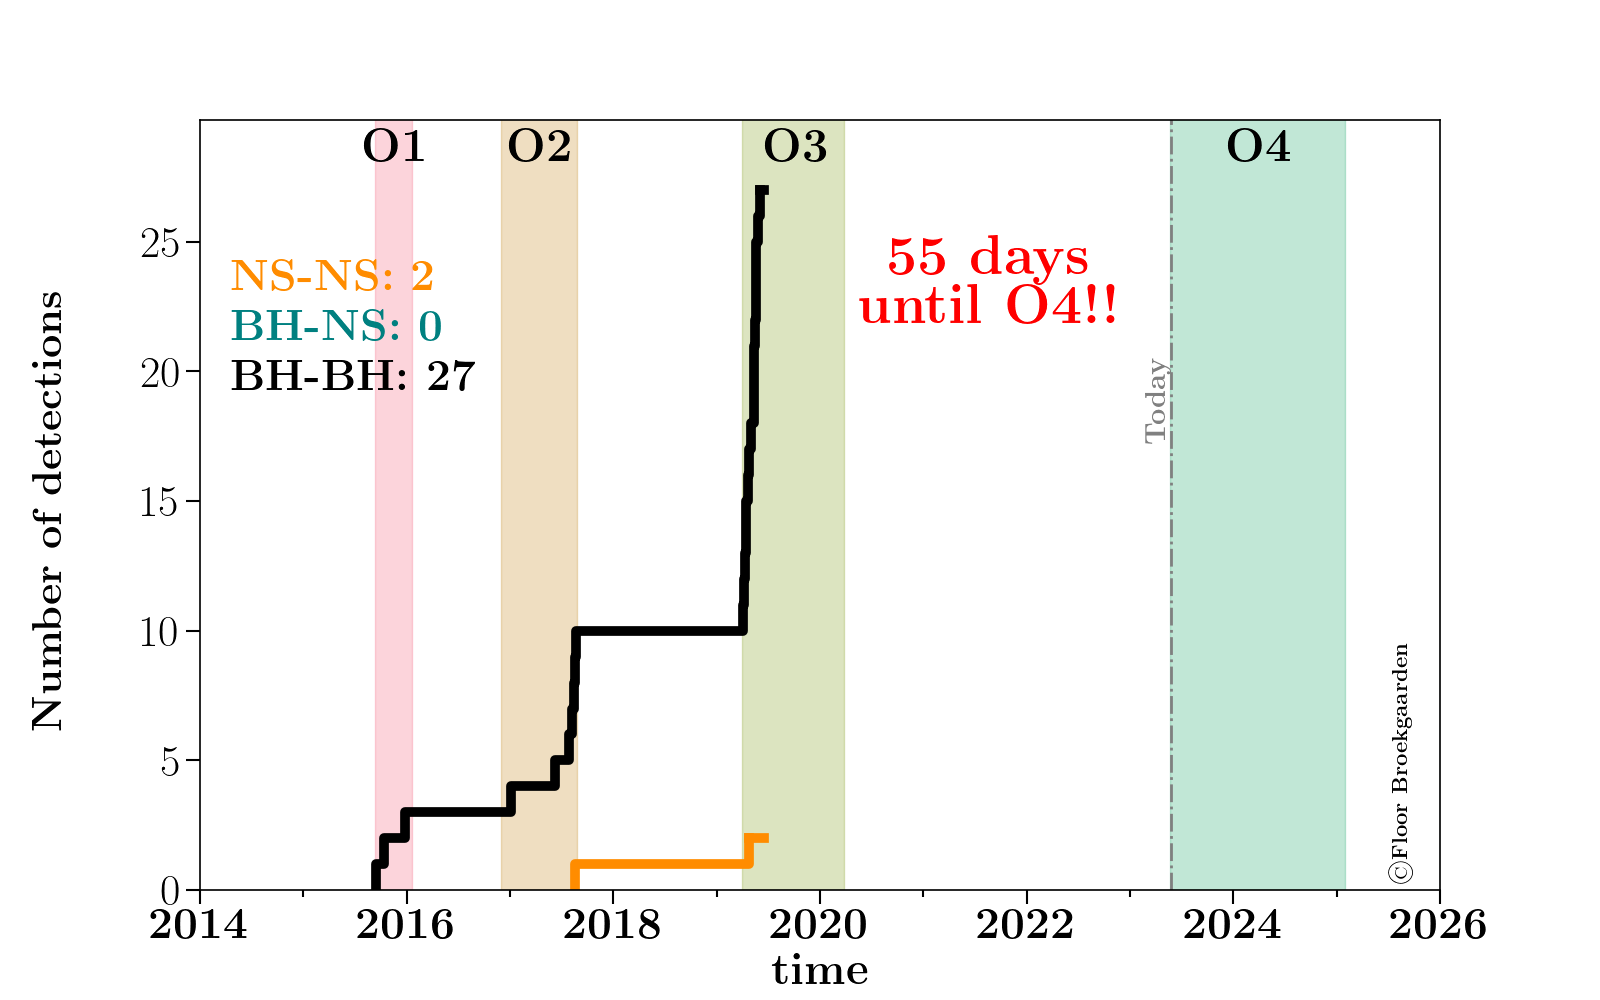 O1
O2
O3
O4
25
20
15
10
5
0
NS-NS: 2
BH-NS: 0
BH-BH: 27
55 days
until O4!!
Today
©Floor Broekgaarden
Number of detections
2014
2016
2018
2020
2022
2024
2026
time